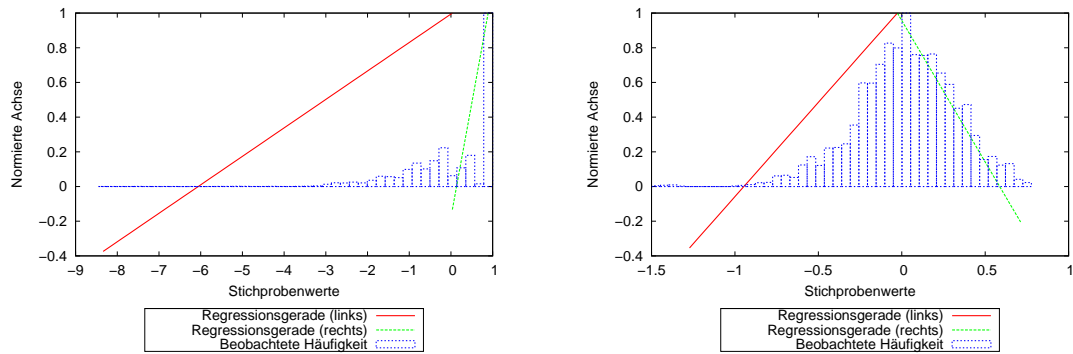 1
0.8
0.6
0.4
0.2
0
−0.2
−0.4
−9 −8 −7 −6 −5 −4 −3 −2 −1 0 1
Normierte Achse
Stichprobenwerte
Regressionsgerade (links)
Regressionsgerade (rechts)
Beobachtete Häufigkeit
1
0.8
0.6
0.4
0.2
0
−0.2
−0.4
−1.5 −1 −0.5 0 0.5 1
Normierte Achse
Stichprobenwerte
Regressionsgerade (links)
Regressionsgerade (rechts)
Beobachtete Häufigkeit